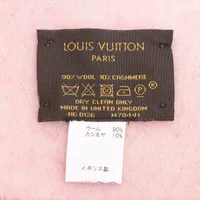 LOUIS VUITTON
PARIS
90% WOOL 10% CASHMERE
DRY CLEAN ONLY
MADE IN UNITED KINGDOM
M70441
ウール 90%
カシミヤ 10%
イギリス製